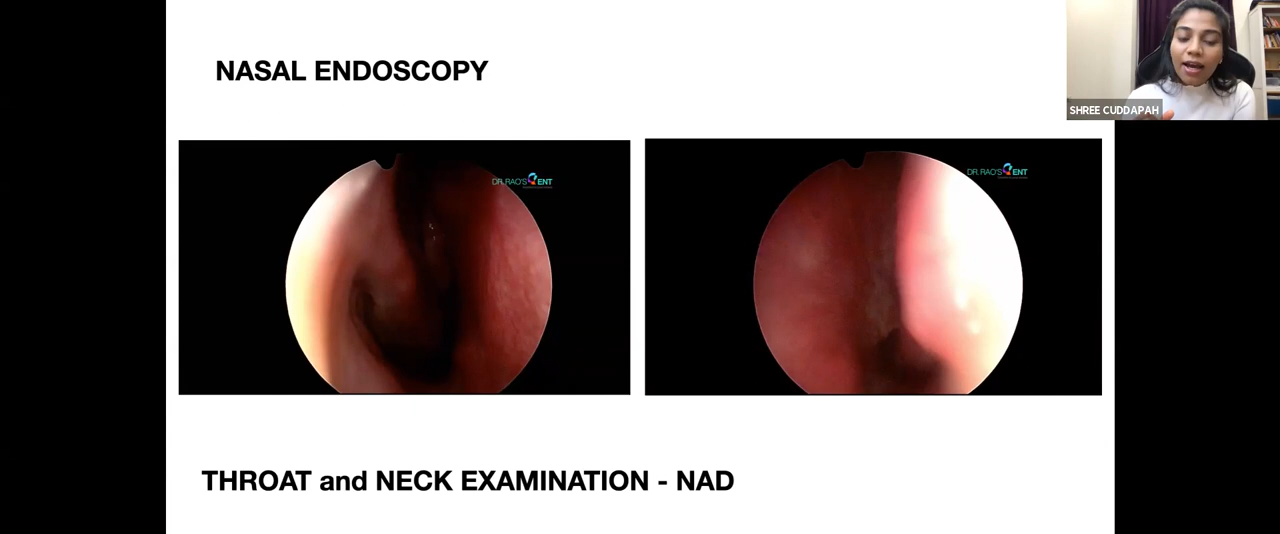 NASAL ENDOSCOPY
SHREE CUDDAPAH
DR.RAO'S ENT
DR.RAO'S ENT
THROAT and NECK EXAMINATION - NAD